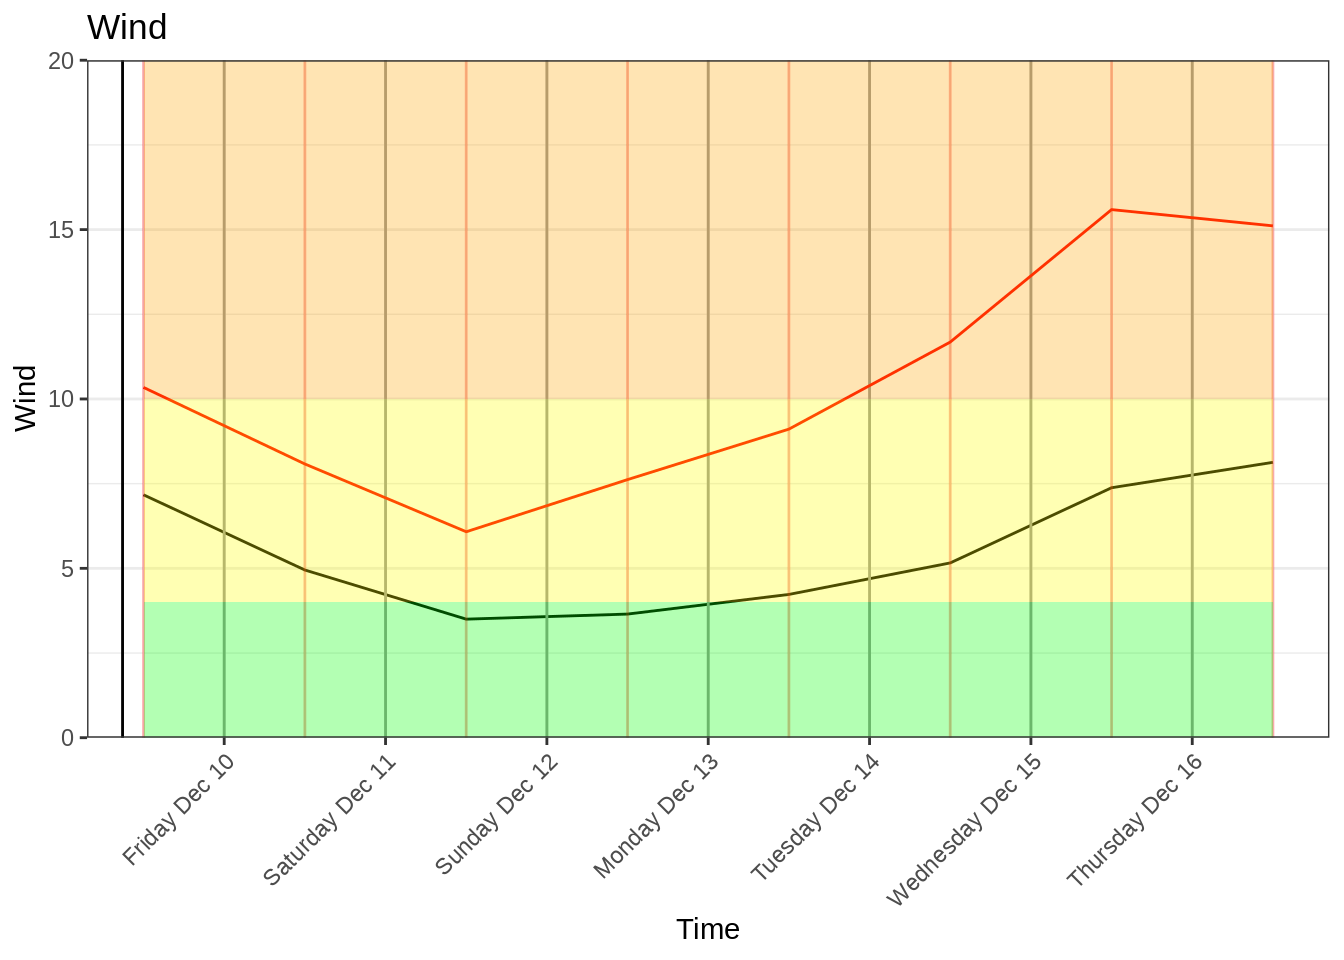 Wind
20
15
10
5
0
Wind
Friday Dec 10
Saturday Dec 11
Sunday Dec 12
Monday Dec 13
Tuesday Dec 14
Wednesday Dec 15
Thursday Dec 16
Time